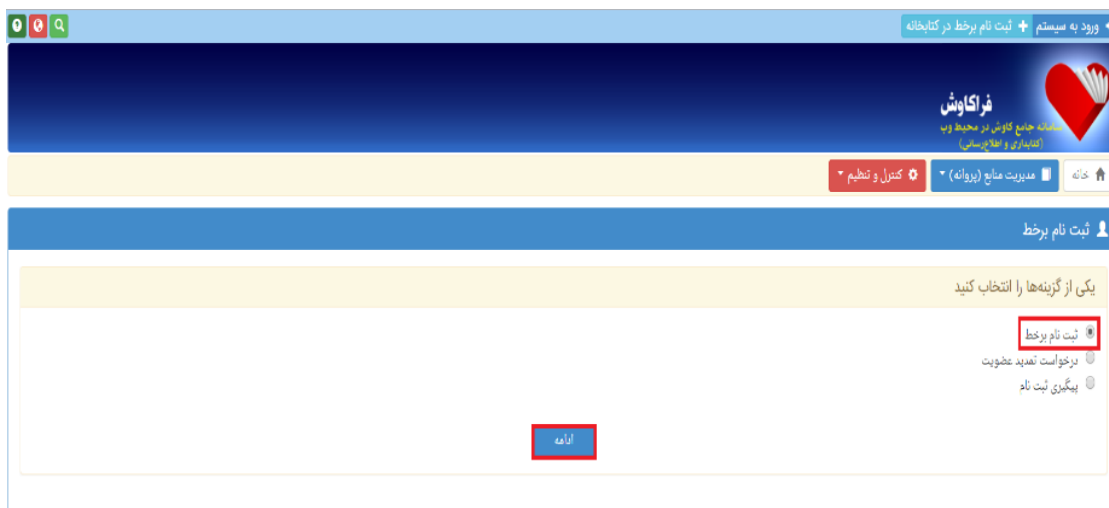 ورود به سیستم ثبت نام برخط در کتابخانه
فراکاوش
سامانه جامع کاوش در محیط وب
(کتابداری و اطلاع‌رسانی)
خانه مدیریت منابع (پروانه) کنترل و تنظیم
ثبت نام برخط
یکی از گزینه‌ها را انتخاب کنید
ثبت نام برخط
درخواست تمدید عضویت
پیگیری ثبت نام
ادامه